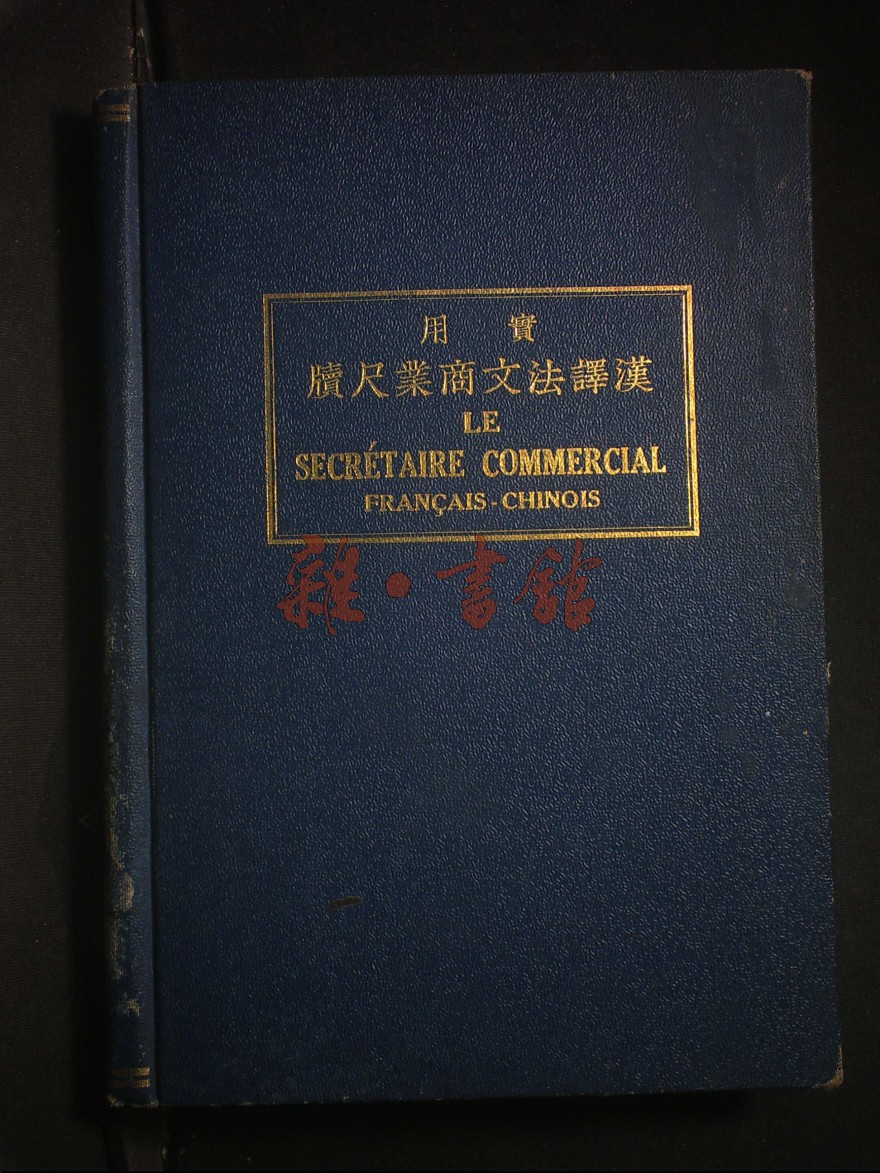 實用
漢譯法文商業尺牘
LE
SECRÉTAIRE COMMERCIAL
FRANÇAIS - CHINOIS
雜·書館